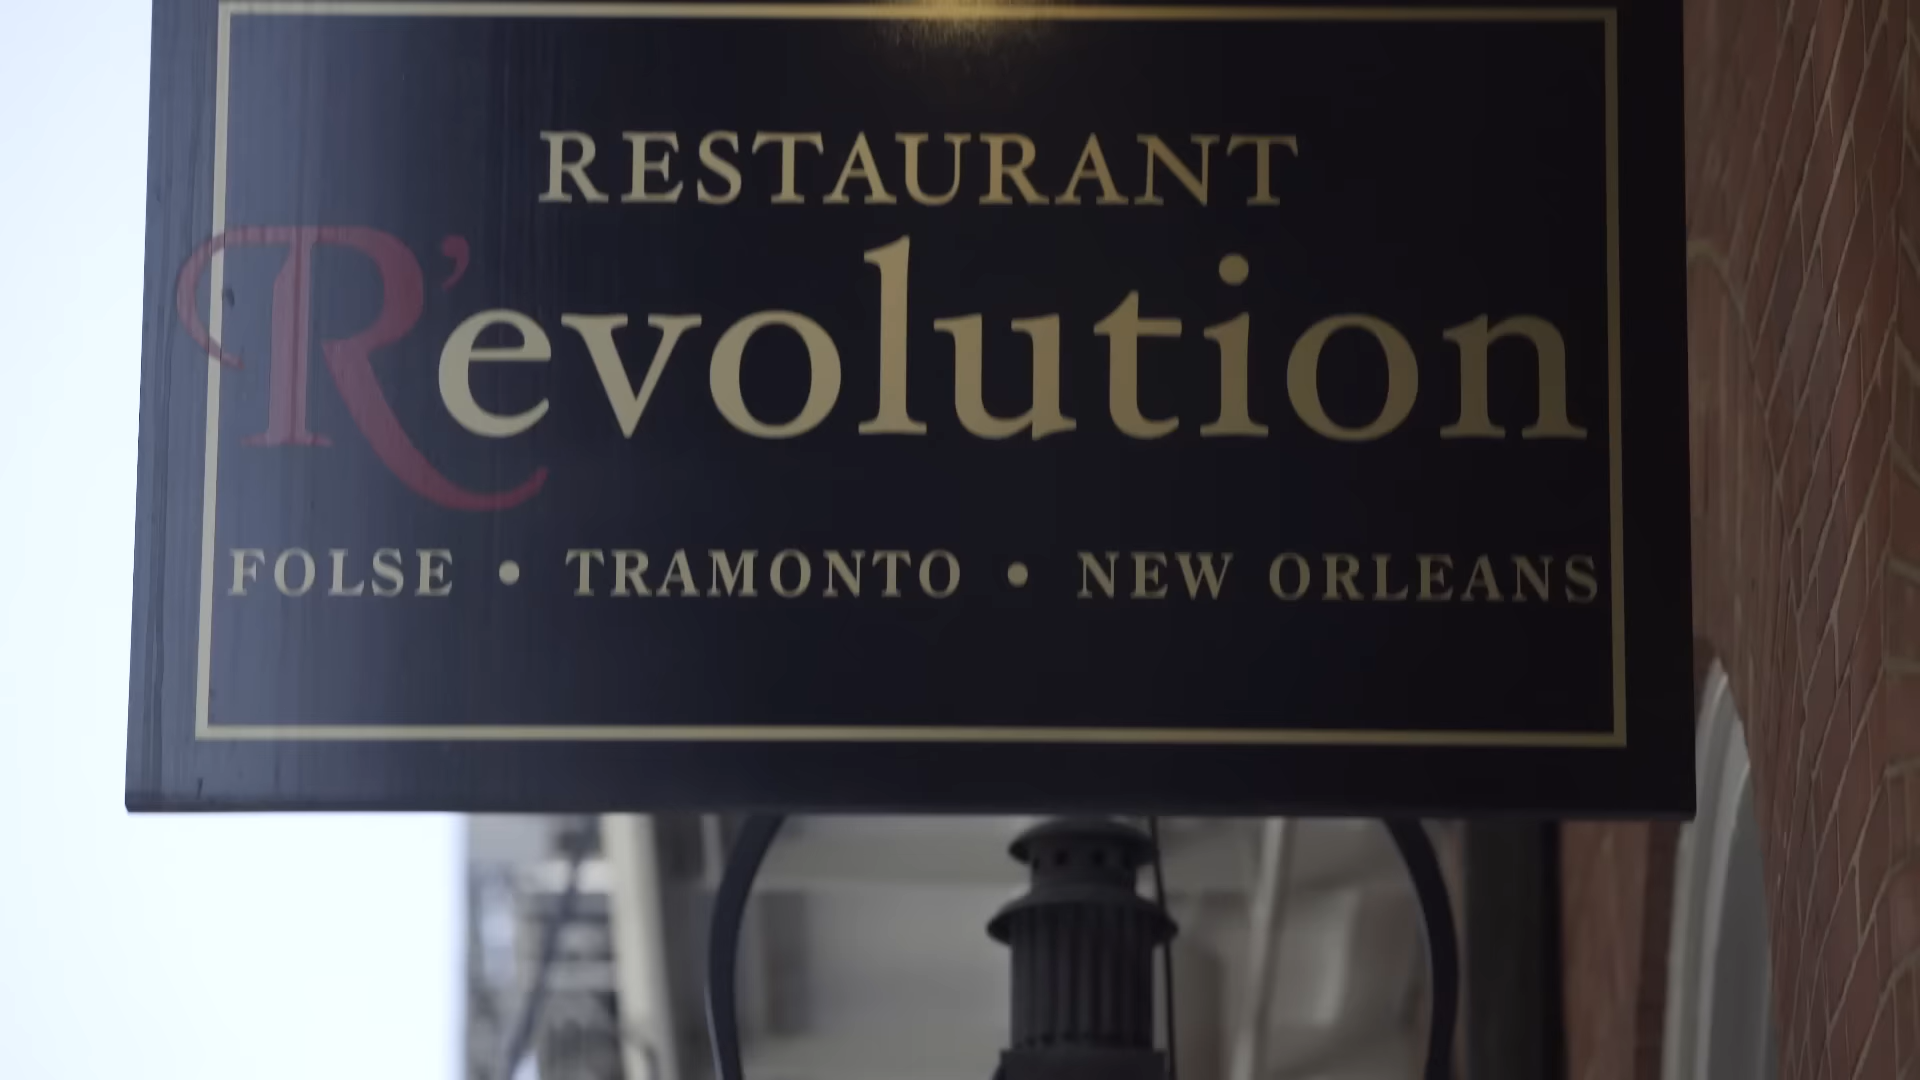 RESTAURANT
R'evolution
FOLSE • TRAMONTO • NEW ORLEANS